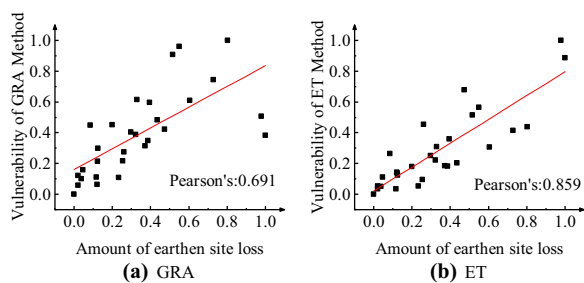 Vulnerability of GRA Method
1.0
0.8
0.6
0.4
0.2
0.0
Pearson's:0.691
0.0 0.2 0.4 0.6 0.8 1.0
Amount of earthen site loss
(a) GRA
Vulnerability of ET Method
1.0
0.8
0.6
0.4
0.2
0.0
Pearson's:0.859
0.0 0.2 0.4 0.6 0.8 1.0
Amount of earthen site loss
(b) ET